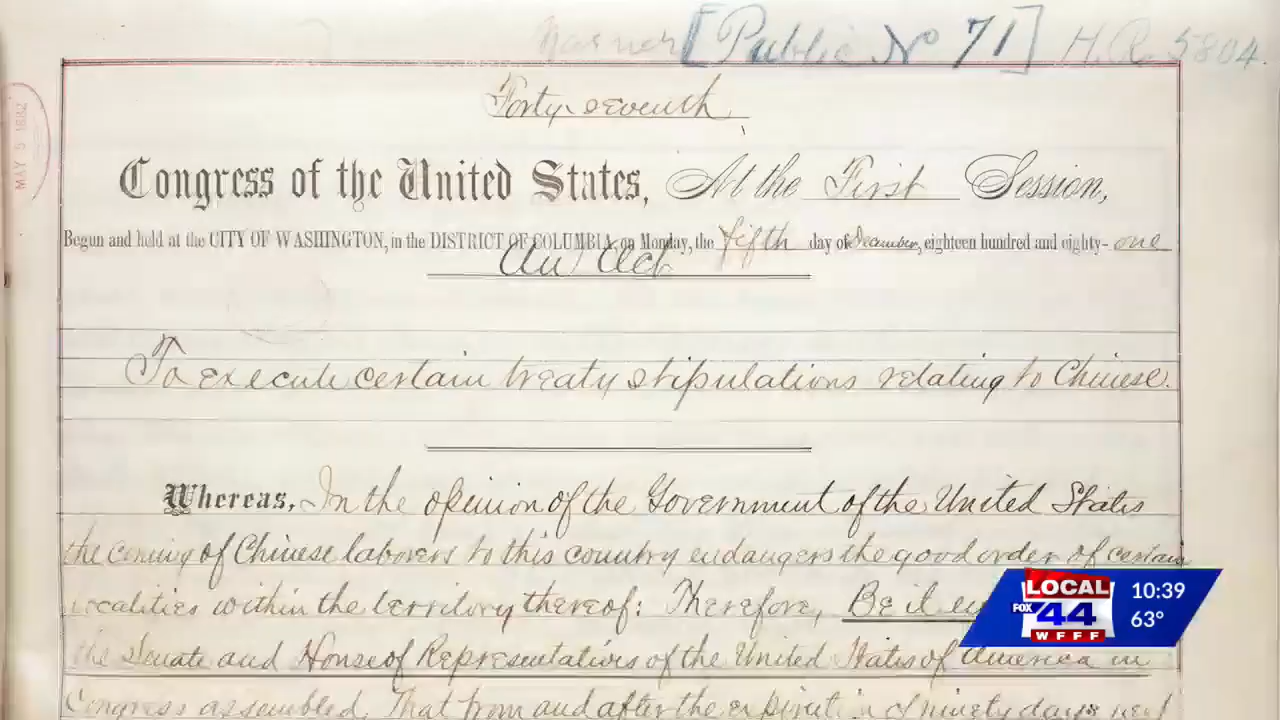 [Public No 71] H.R. 5804.
MAY 5 1882
Forty-seventh
Congress of the United States, At the First Session,
Begun and held at the CITY OF WASHINGTON, in the DISTRICT OF COLUMBIA, on Monday, the fifth day of December, eighteen hundred and eighty-one
An Act
To execute certain treaty stipulations relating to Chinese.
Whereas, In the opinion of the Government of the United States
the coming of Chinese laborers to this country endangers the good order of certain
localities within the territory thereof: Therefore, Be it
the Senate and House of Representatives of the United States of America in
Congress assembled, That from and after the expiration of ninety days next
LOCAL
FOX 44
WFFF
10:39
63°